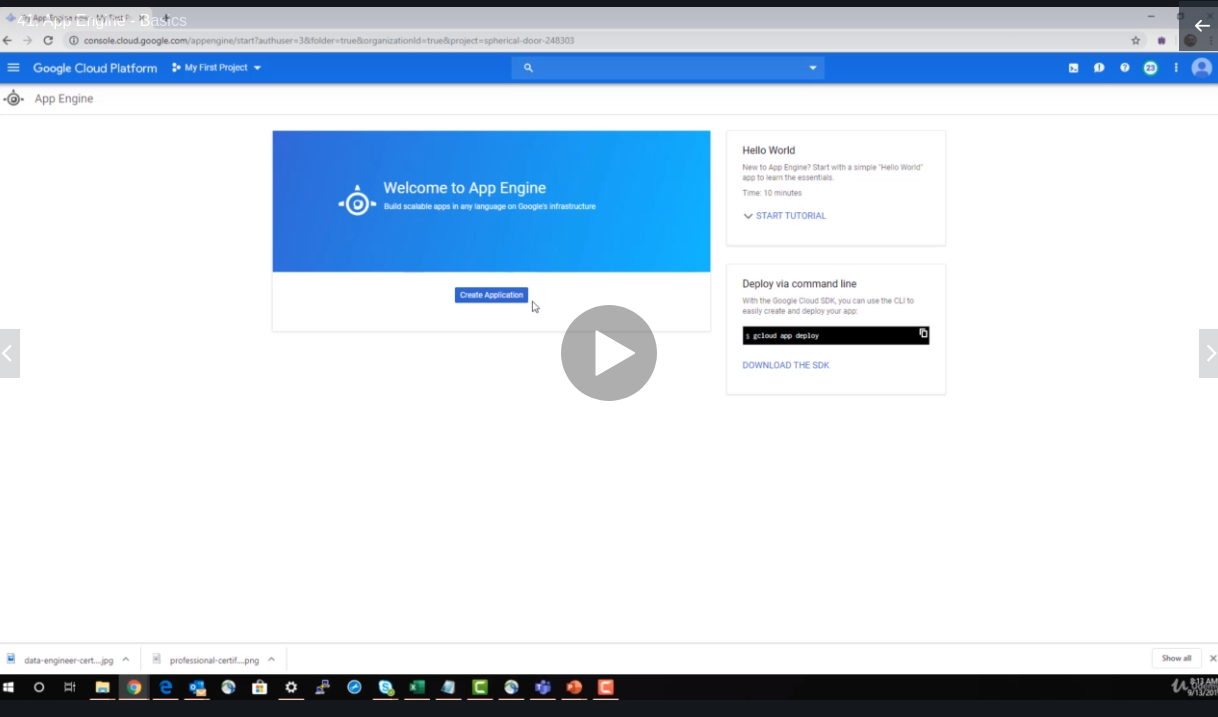 41. App Engine - Basics
console.cloud.google.com/appengine/start?authuser=3&folder=true&organizationId=true&project=spherical-door-248303
Google Cloud Platform
My First Project
23
App Engine
Welcome to App Engine
Build scalable apps in any language on Google's infrastructure
Create Application
Hello World
New to App Engine? Start with a simple "Hello World"
app to learn the essentials.
Time: 10 minutes
START TUTORIAL
Deploy via command line
With the Google Cloud SDK, you can use the CLI to
easily create and deploy your app:
$ gcloud app deploy
DOWNLOAD THE SDK
data-engineer-cert....jpg
professional-certif....png
Show all
8:13 AM